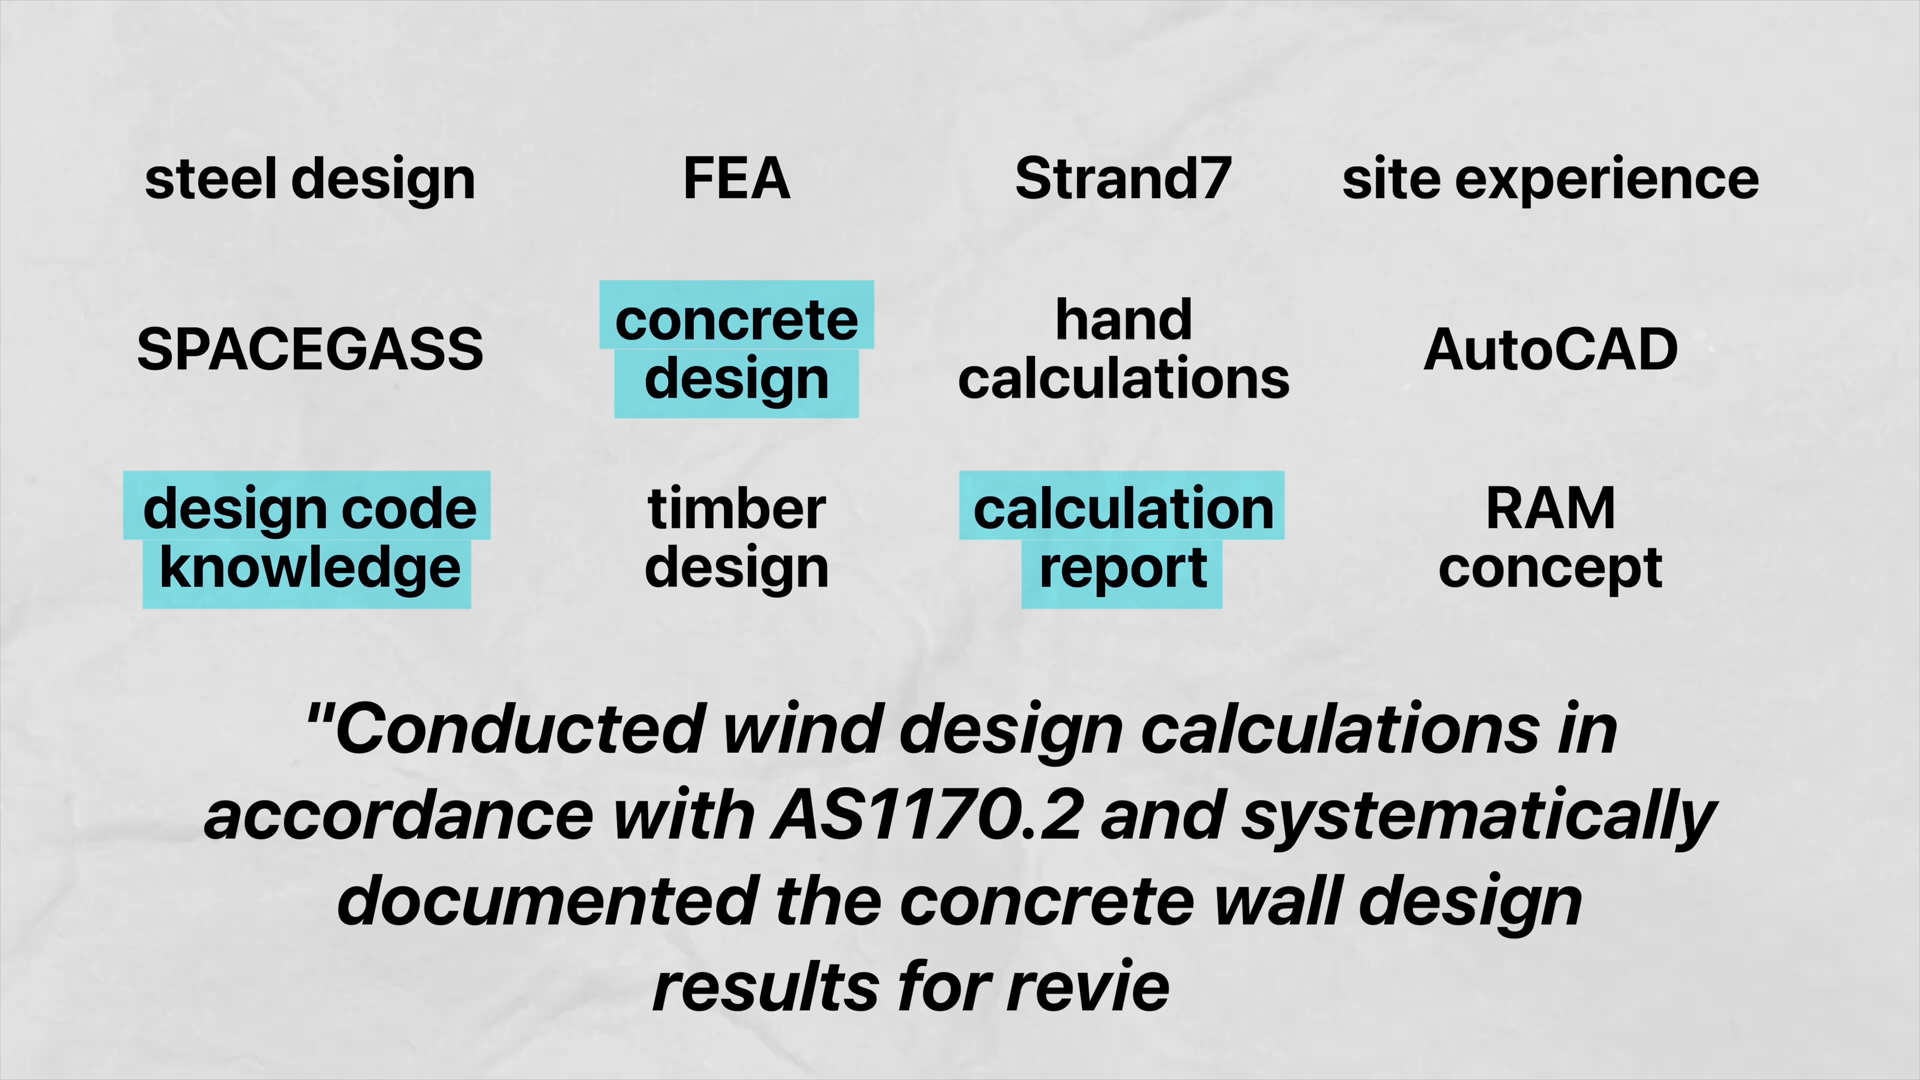 steel design FEA Strand7 site experience
SPACEGASS
concrete
design
hand
calculations
AutoCAD
design code
knowledge
timber
design
calculation
report
RAM
concept
"Conducted wind design calculations in
accordance with AS1170.2 and systematically
documented the concrete wall design
results for revie